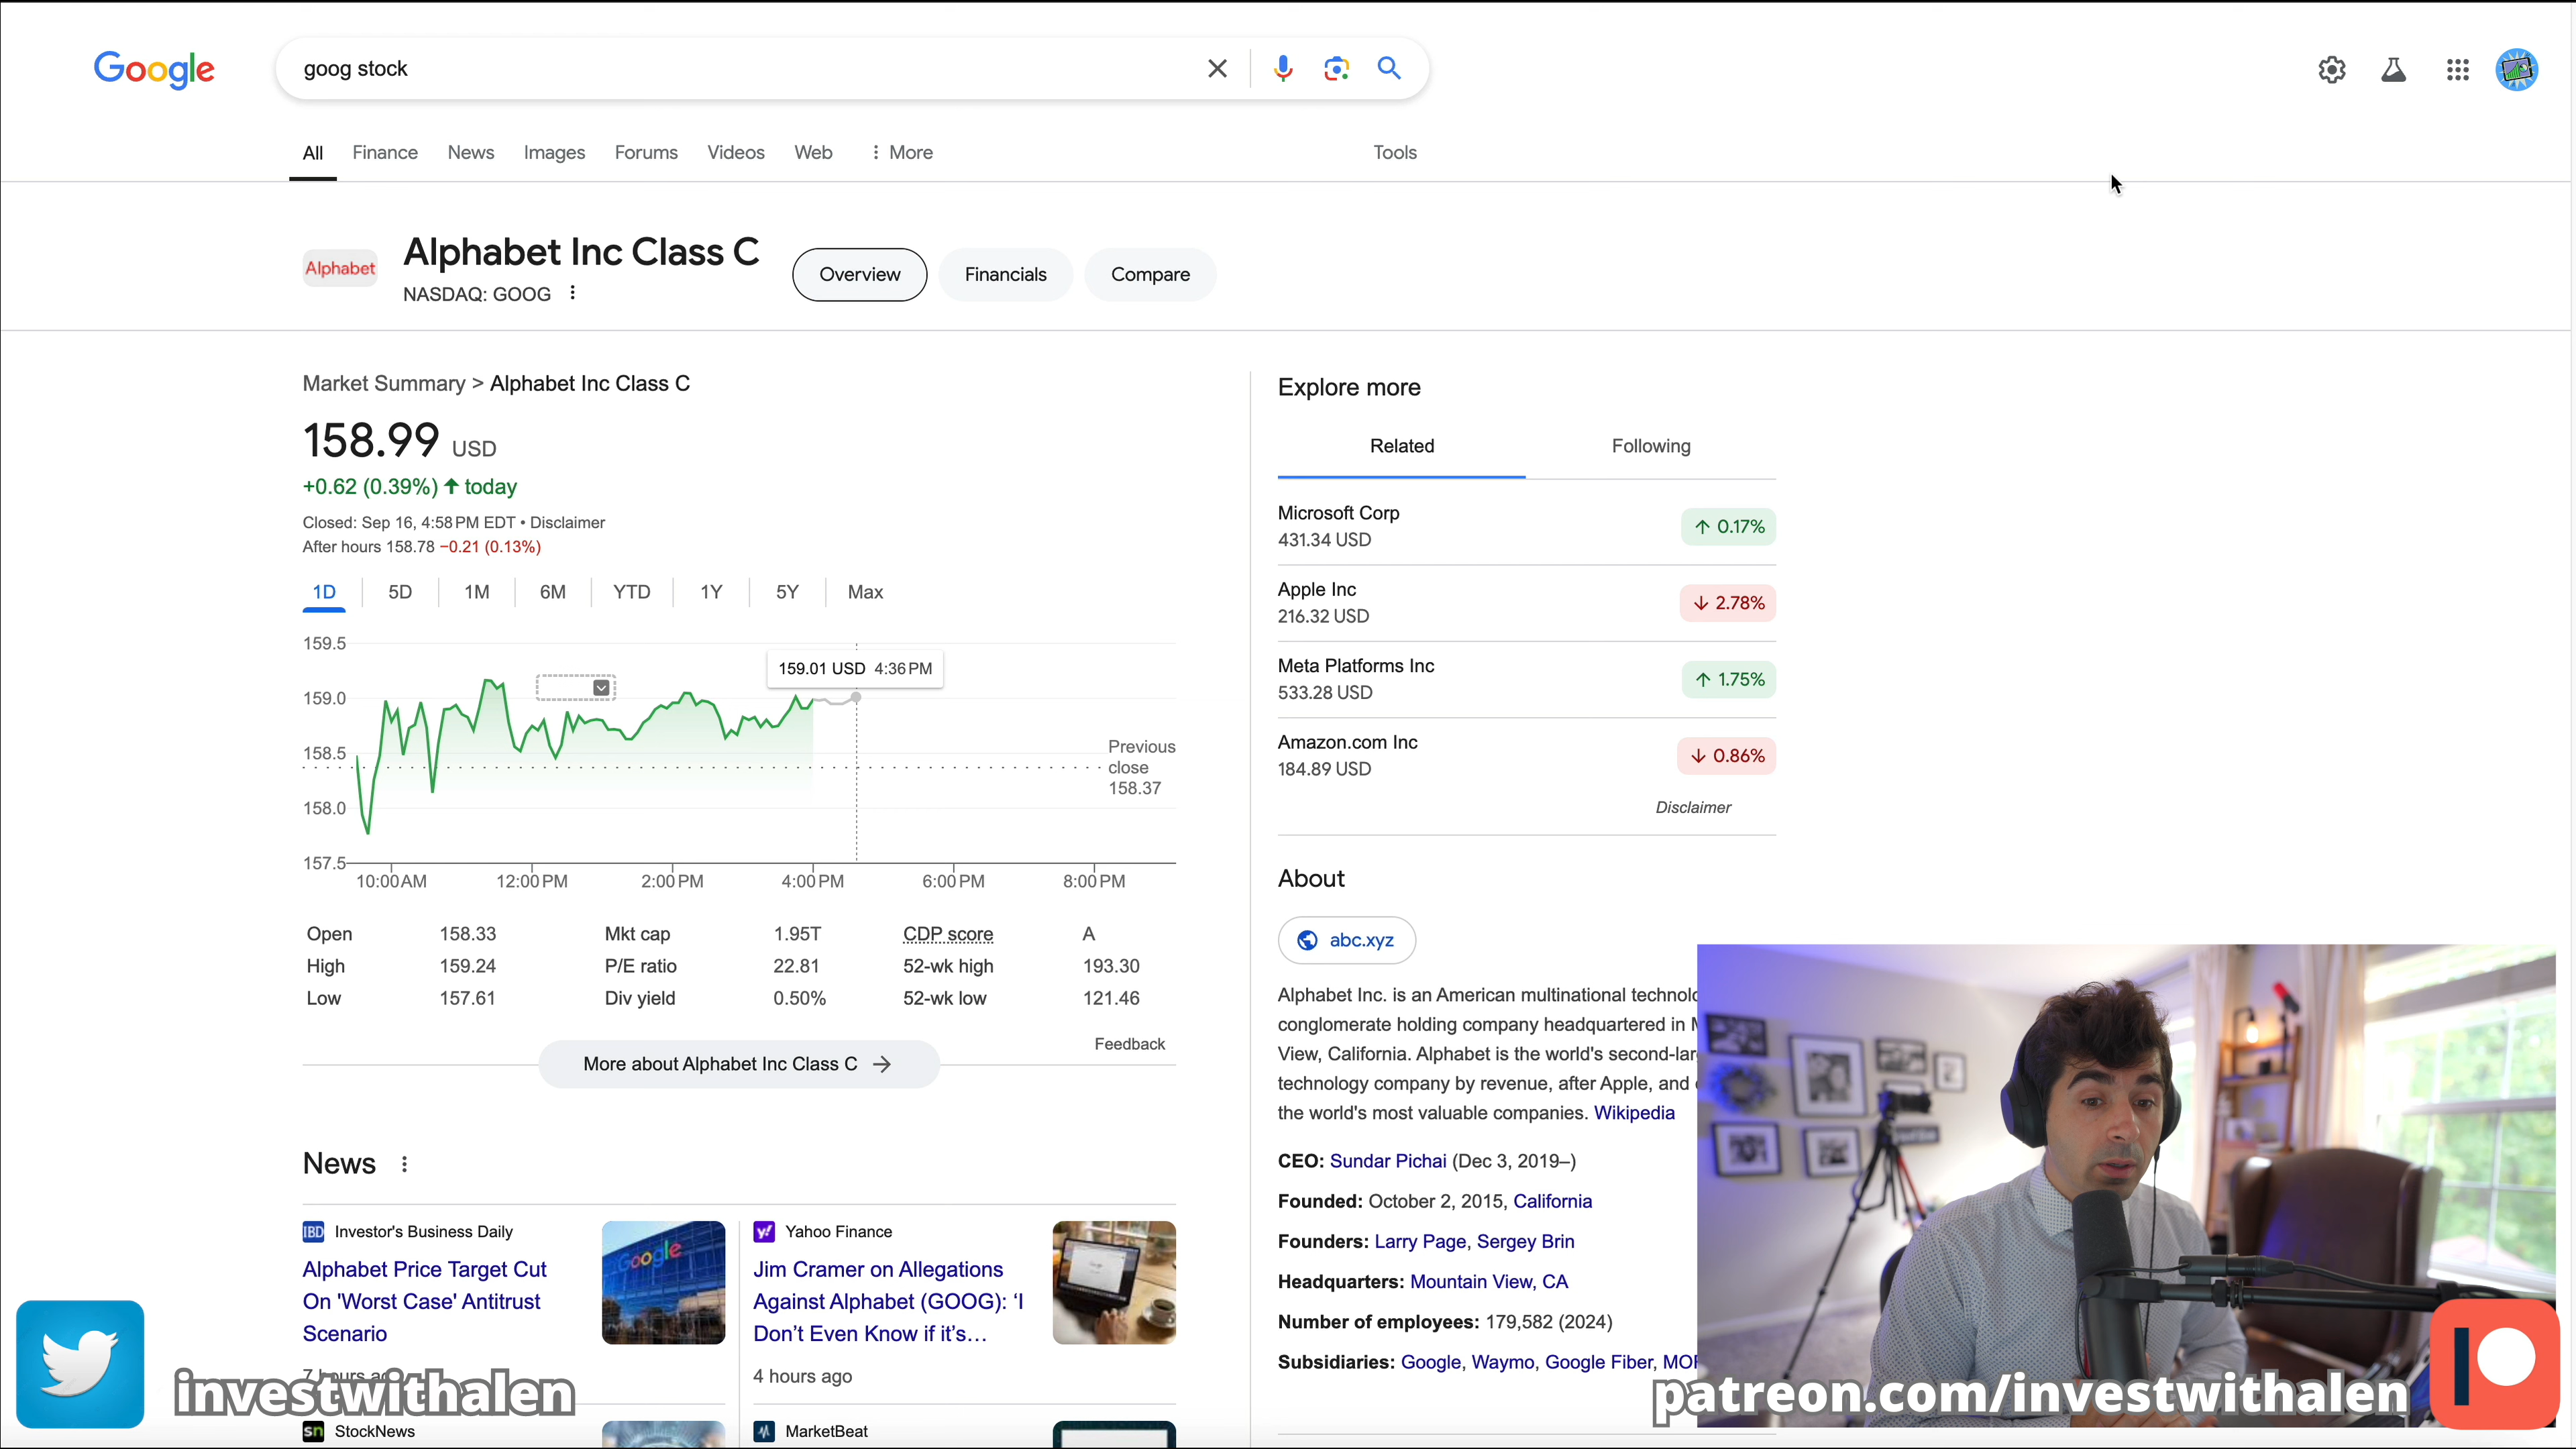 Google
goog stock
All Finance News Images Forums Videos Web More Tools
Alphabet
Alphabet Inc Class C
NASDAQ: GOOG
Overview Financials Compare
Market Summary > Alphabet Inc Class C
158.99 USD
+0.62 (0.39%) today
Closed: Sep 16, 4:58 PM EDT • Disclaimer
After hours 158.78 −0.21 (0.13%)
1D 5D 1M 6M YTD 1Y 5Y Max
159.5
159.01 USD 4:36 PM
159.0
158.5
Previous
close
158.37
158.0
157.5
10:00 AM 12:00 PM 2:00 PM 4:00 PM 6:00 PM 8:00 PM
Open 158.33 Mkt cap 1.95T CDP score A
High 159.24 P/E ratio 22.81 52-wk high 193.30
Low 157.61 Div yield 0.50% 52-wk low 121.46
Feedback
More about Alphabet Inc Class C
News
IBD Investor's Business Daily
Alphabet Price Target Cut
On 'Worst Case' Antitrust
Scenario
7 hours ago
Google
y! Yahoo Finance
Jim Cramer on Allegations
Against Alphabet (GOOG): ‘I
Don’t Even Know if it’s...
4 hours ago
sn StockNews
MarketBeat
Explore more
Related Following
Microsoft Corp
431.34 USD
0.17%
Apple Inc
216.32 USD
2.78%
Meta Platforms Inc
533.28 USD
1.75%
Amazon.com Inc
184.89 USD
0.86%
Disclaimer
About
abc.xyz
Alphabet Inc. is an American multinational
conglomerate holding company headquartered in
View, California. Alphabet is the world's
technology company by revenue, after Apple, and
the world's most valuable companies. Wikipedia
CEO: Sundar Pichai (Dec 3, 2019–)
Founded: October 2, 2015, California
Founders: Larry Page, Sergey Brin
Headquarters: Mountain View, CA
Number of employees: 179,582 (2024)
Subsidiaries: Google, Waymo, Google Fiber,
investwithalen
patreon.com/investwithalen